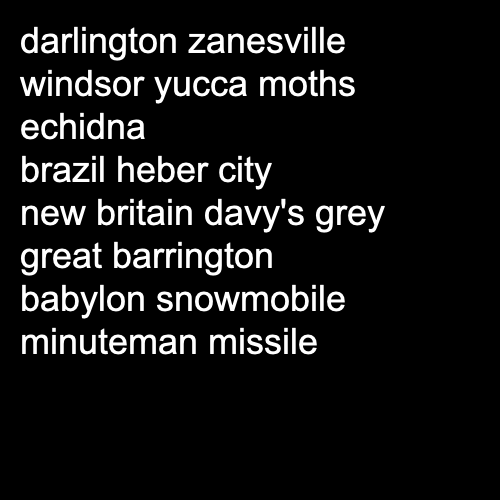 darlington zanesville
windsor yucca moths
echidna
brazil heber city
new britain davy's grey
great barrington
babylon snowmobile
minuteman missile